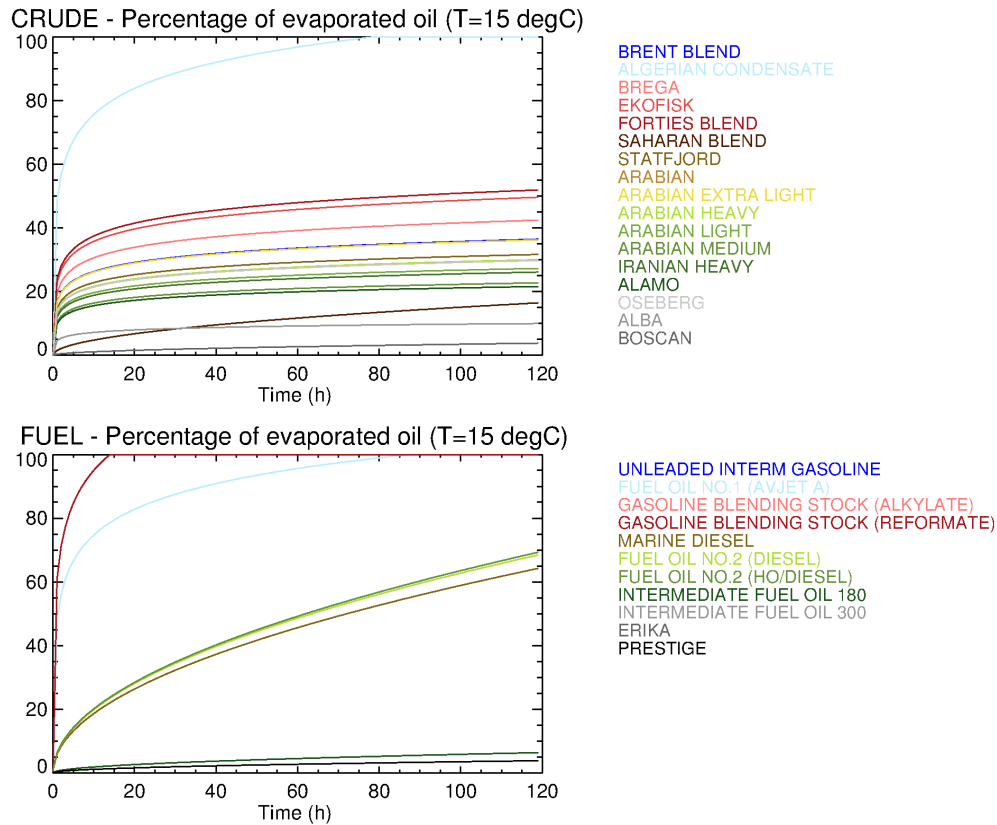 CRUDE - Percentage of evaporated oil (T=15 degC)
100
80
60
40
20
0
0 20 40 60 80 100 120
Time (h)
BRENT BLEND
ALGERIAN CONDENSATE
BREGA
EKOFISK
FORTIES BLEND
SAHARAN BLEND
STATFJORD
ARABIAN
ARABIAN EXTRA LIGHT
ARABIAN HEAVY
ARABIAN LIGHT
ARABIAN MEDIUM
IRANIAN HEAVY
ALAMO
OSEBERG
ALBA
BOSCAN
FUEL - Percentage of evaporated oil (T=15 degC)
100
80
60
40
20
0
0 20 40 60 80 100 120
Time (h)
UNLEADED INTERM GASOLINE
FUEL OIL NO.1 (AVJET A)
GASOLINE BLENDING STOCK (ALKYLATE)
GASOLINE BLENDING STOCK (REFORMATE)
MARINE DIESEL
FUEL OIL NO.2 (DIESEL)
FUEL OIL NO.2 (HO/DIESEL)
INTERMEDIATE FUEL OIL 180
INTERMEDIATE FUEL OIL 300
ERIKA
PRESTIGE